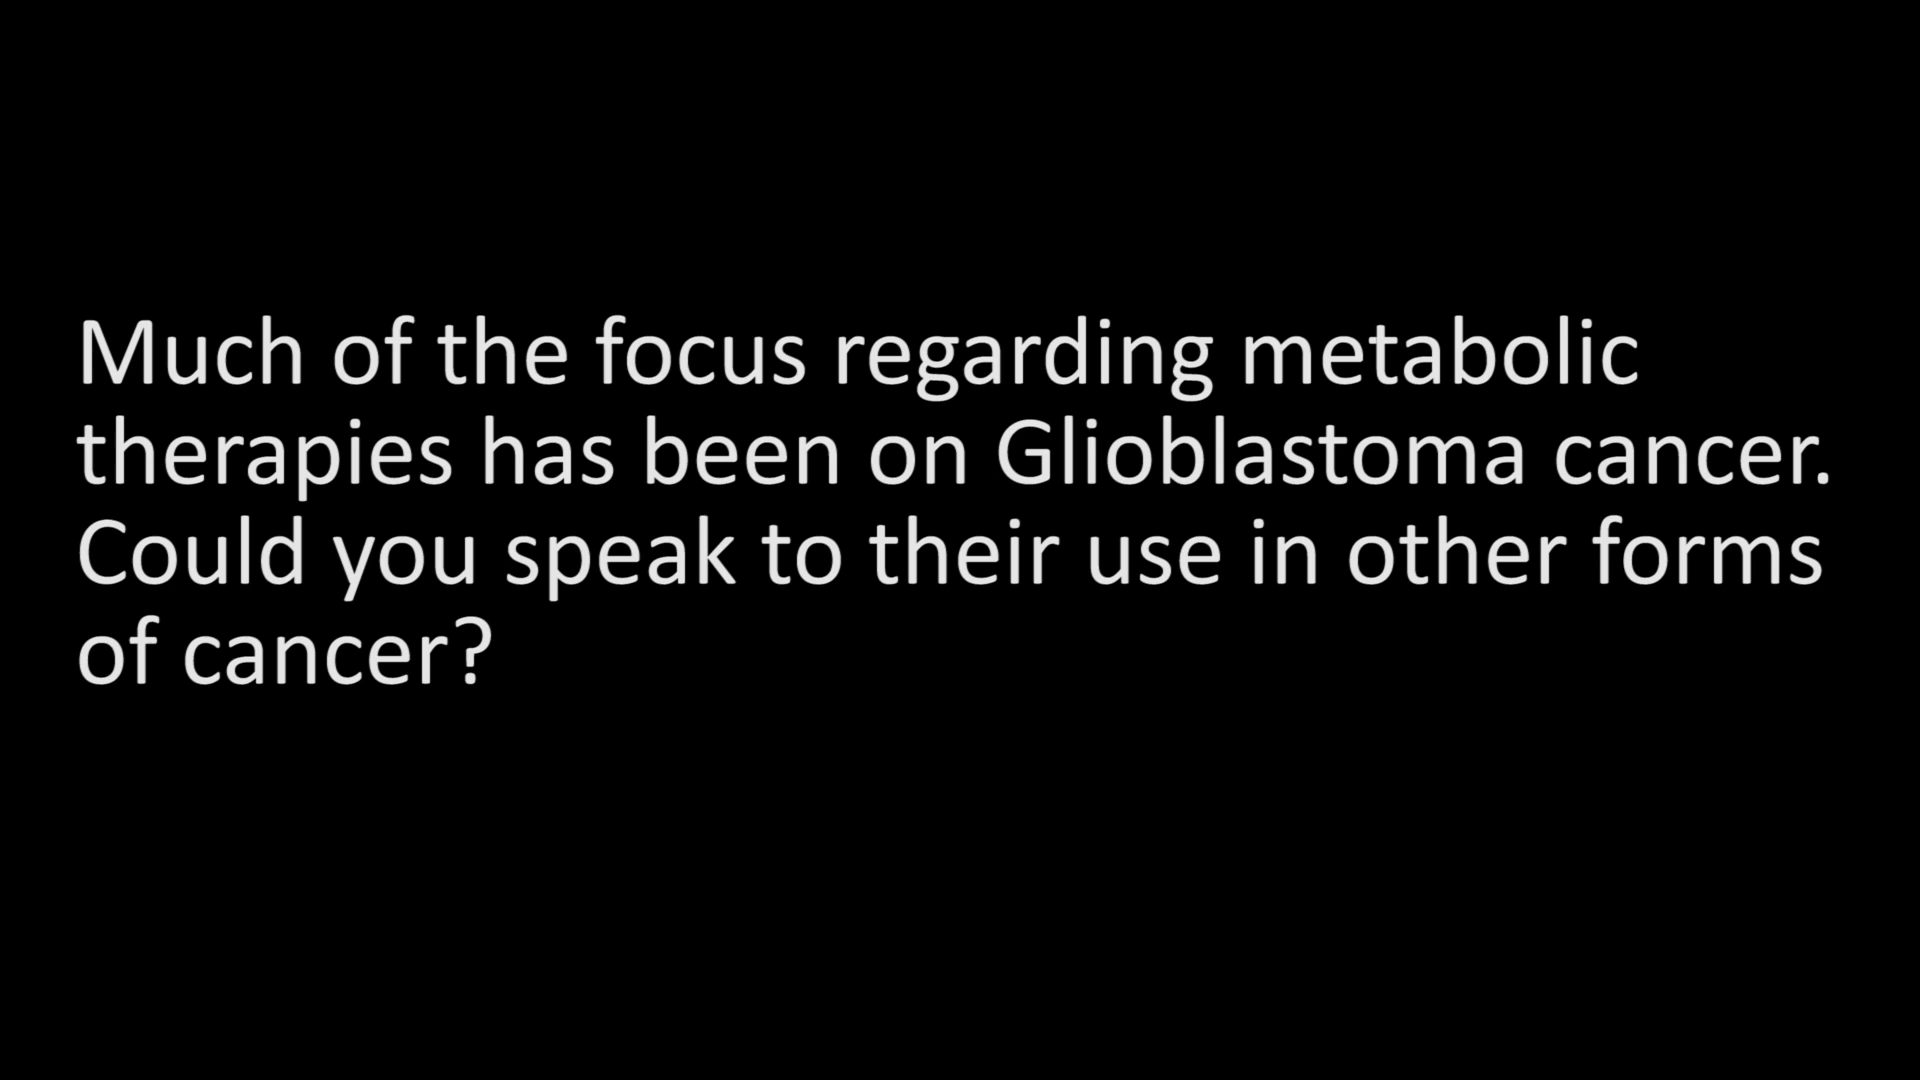 Much of the focus regarding metabolic
therapies has been on Glioblastoma cancer.
Could you speak to their use in other forms
of cancer?